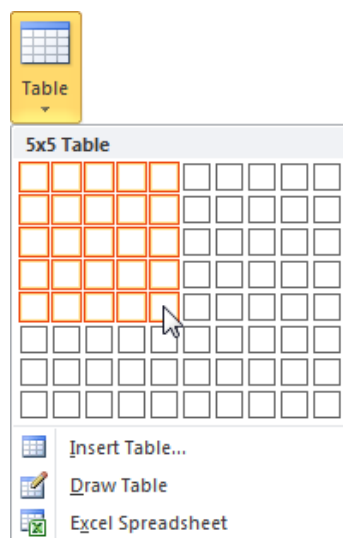 Table
5x5 Table
Insert Table...
Draw Table
Excel Spreadsheet